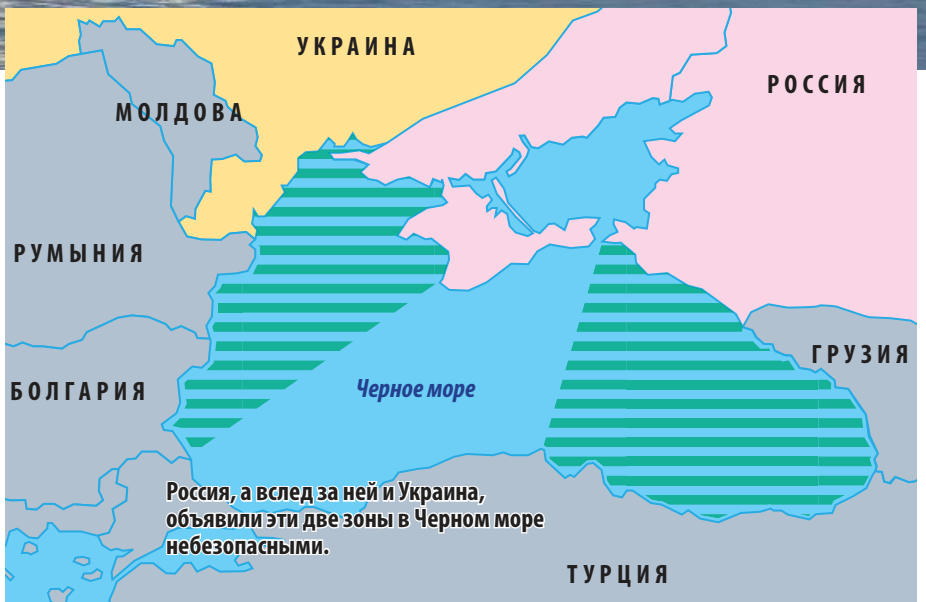 УКРАИНА
РОССИЯ
МОЛДОВА
РУМЫНИЯ
ГРУЗИЯ
БОЛГАРИЯ
Черное море
Россия, а вслед за ней и Украина,
объявили эти две зоны в Черном море
небезопасными.
ТУРЦИЯ